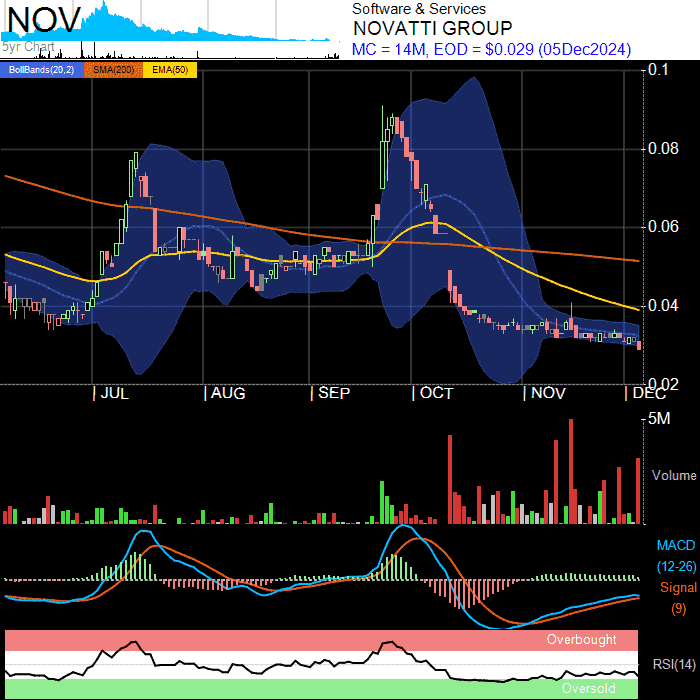 NOV
5yr Chart
Software & Services
NOVATTI GROUP
MC = 14M, EOD = $0.029 (05Dec2024)
BollBands(20,2) SMA(200) EMA(50)
0.1
0.08
0.06
0.04
0.02
| JUL | AUG | SEP | OCT | NOV | DEC
5M
Volume
MACD
(12-26)
Signal
(9)
Overbought
RSI(14)
Oversold